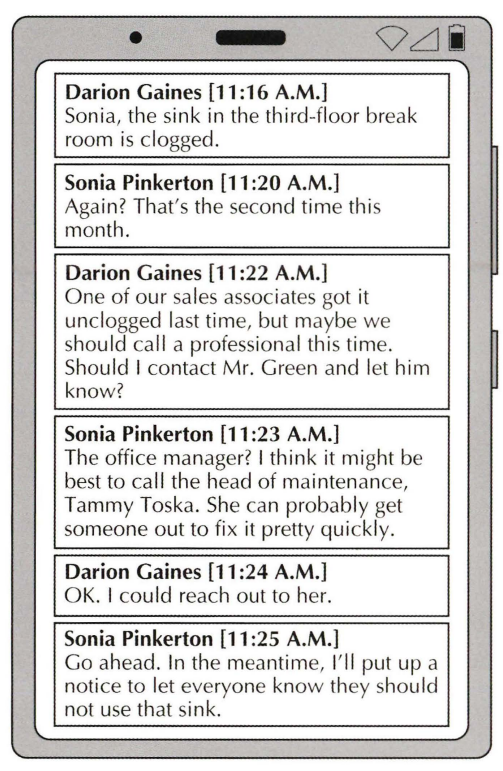 Darion Gaines [11:16 A.M.]
Sonia, the sink in the third-floor break
room is clogged.
Sonia Pinkerton [11:20 A.M.]
Again? That's the second time this
month.
Darion Gaines [11:22 A.M.]
One of our sales associates got it
unclogged last time, but maybe we
should call a professional this time.
Should I contact Mr. Green and let him
know?
Sonia Pinkerton [11:23 A.M.]
The office manager? I think it might be
best to call the head of maintenance,
Tammy Toska. She can probably get
someone out to fix it pretty quickly.
Darion Gaines [11:24 A.M.]
OK. I could reach out to her.
Sonia Pinkerton [11:25 A.M.]
Go ahead. In the meantime, I'll put up a
notice to let everyone know they should
not use that sink.